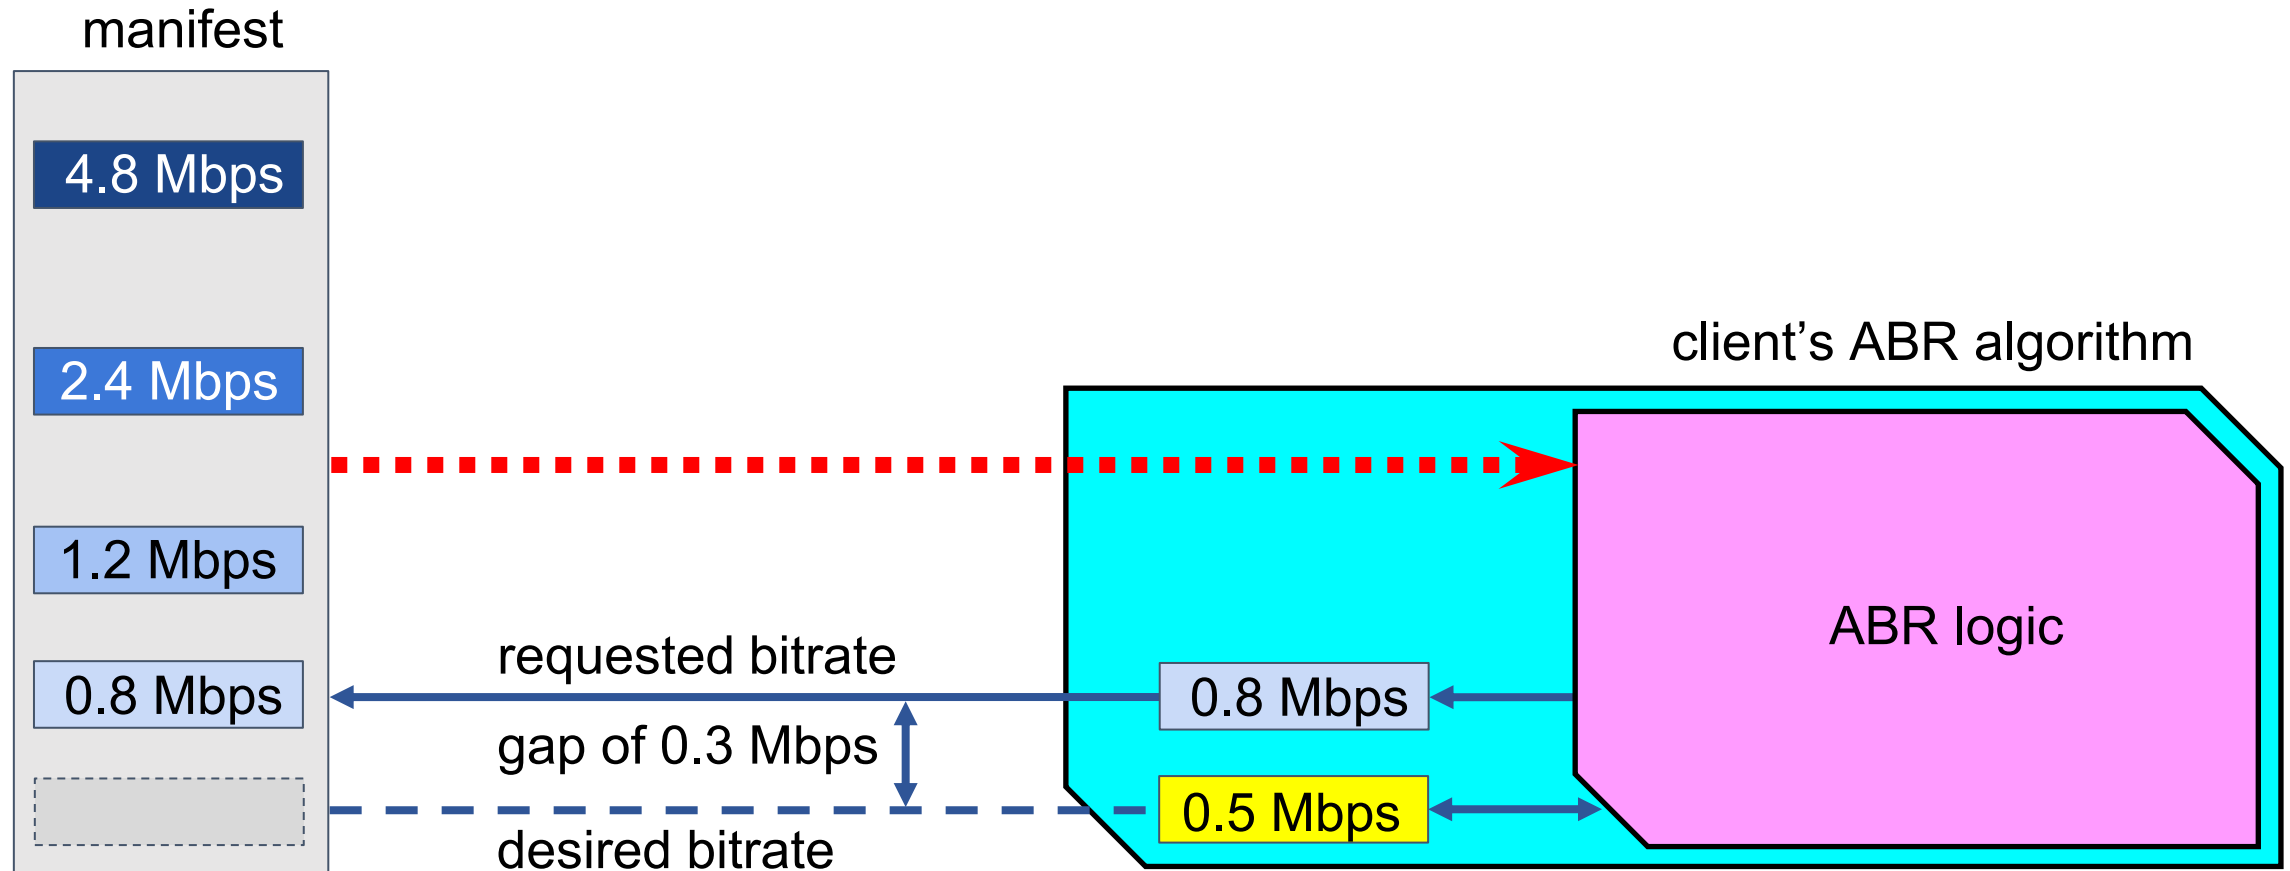 manifest
4.8 Mbps
2.4 Mbps
client’s ABR algorithm
1.2 Mbps
ABR logic
requested bitrate
0.8 Mbps
0.8 Mbps
gap of 0.3 Mbps
0.5 Mbps
desired bitrate